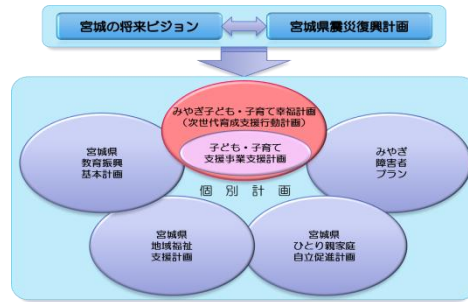 宮城の将来ビジョン
宮城県震災復興計画
みやぎ子ども・子育て幸福計画
(次世代育成支援行動計画)
子ども・子育て
支援事業支援計画
宮城県
教育振興
基本計画
みやぎ
障害者
プラン
個別計画
宮城県
地域福祉
支援計画
宮城県
ひとり親家庭
自立促進計画